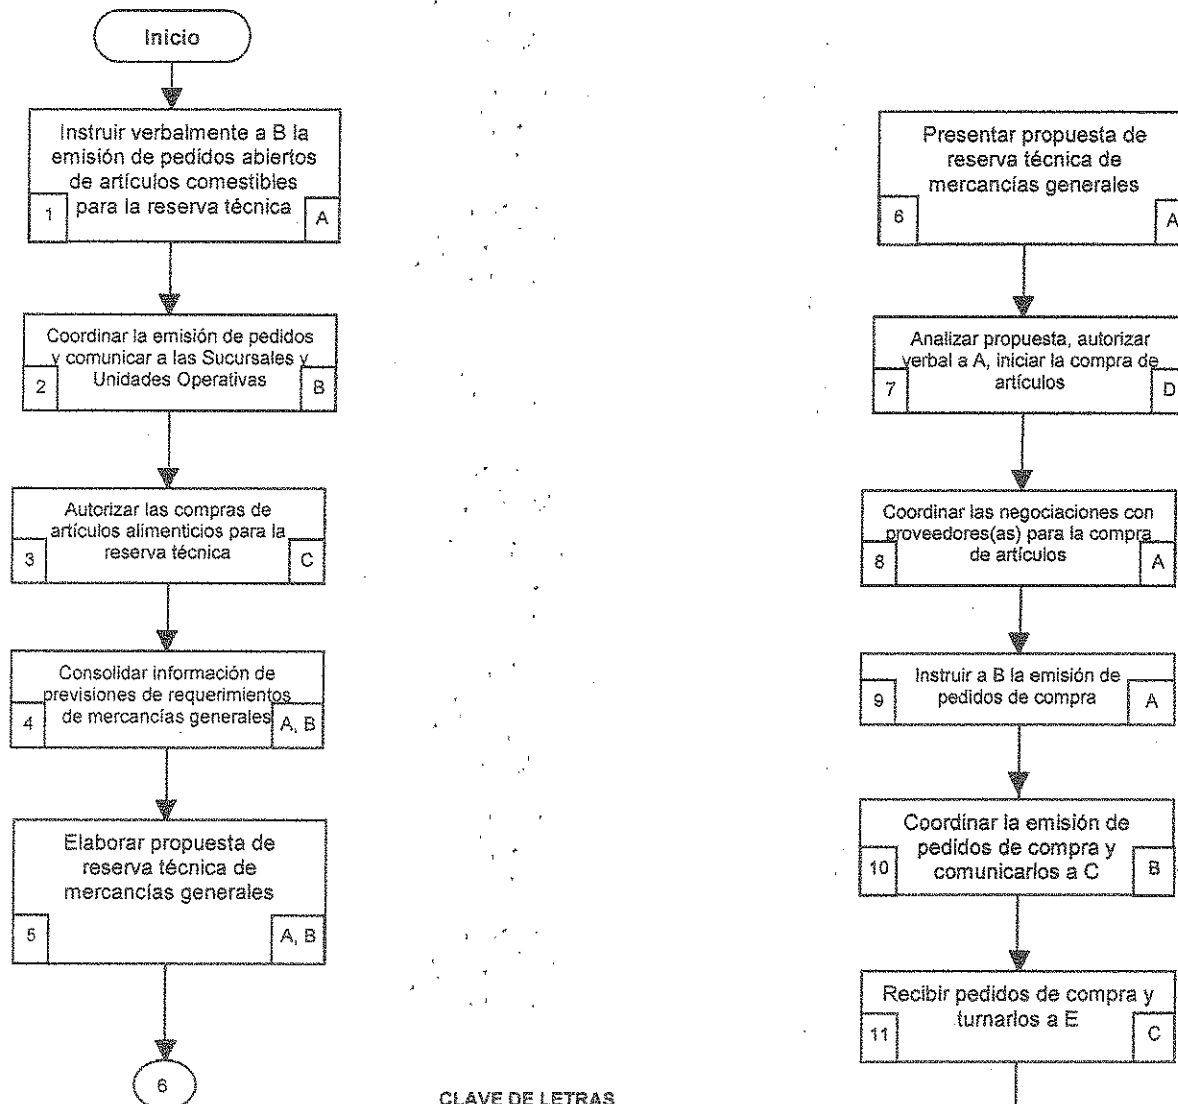 Inicio
Instruir verbalmente a B la
emisión de pedidos abiertos
de artículos comestibles
para la reserva técnica
1
A
Coordinar la emisión de pedidos
y comunicar a las Sucursales y
Unidades Operativas
2
B
Autorizar las compras de
artículos alimenticios para la
reserva técnica
3
C
Consolidar información de
previsiones de requerimientos
de mercancías generales
4
A, B
Elaborar propuesta de
reserva técnica de
mercancías generales
5
A, B
6
Presentar propuesta de
reserva técnica de
mercancías generales
6
A
Analizar propuesta, autorizar
verbal a A, iniciar la compra de
artículos
7
D
Coordinar las negociaciones con
proveedores(as) para la compra
de artículos
8
A
Instruir a B la emisión de
pedidos de compra
9
A
Coordinar la emisión de
pedidos de compra y
comunicarlos a C
10
B
Recibir pedidos de compra y
turnarlos a E
11
C
CLAVE DE LETRAS